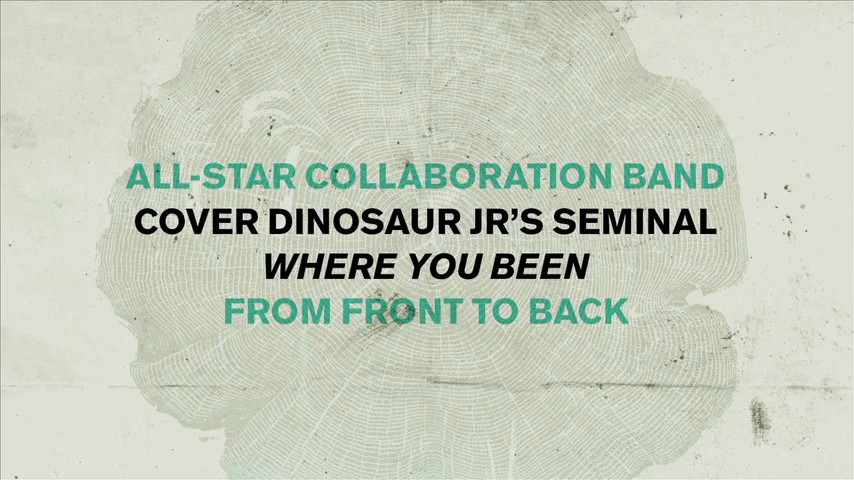 ALL-STAR COLLABORATION BAND
COVER DINOSAUR JR’S SEMINAL
WHERE YOU BEEN
FROM FRONT TO BACK